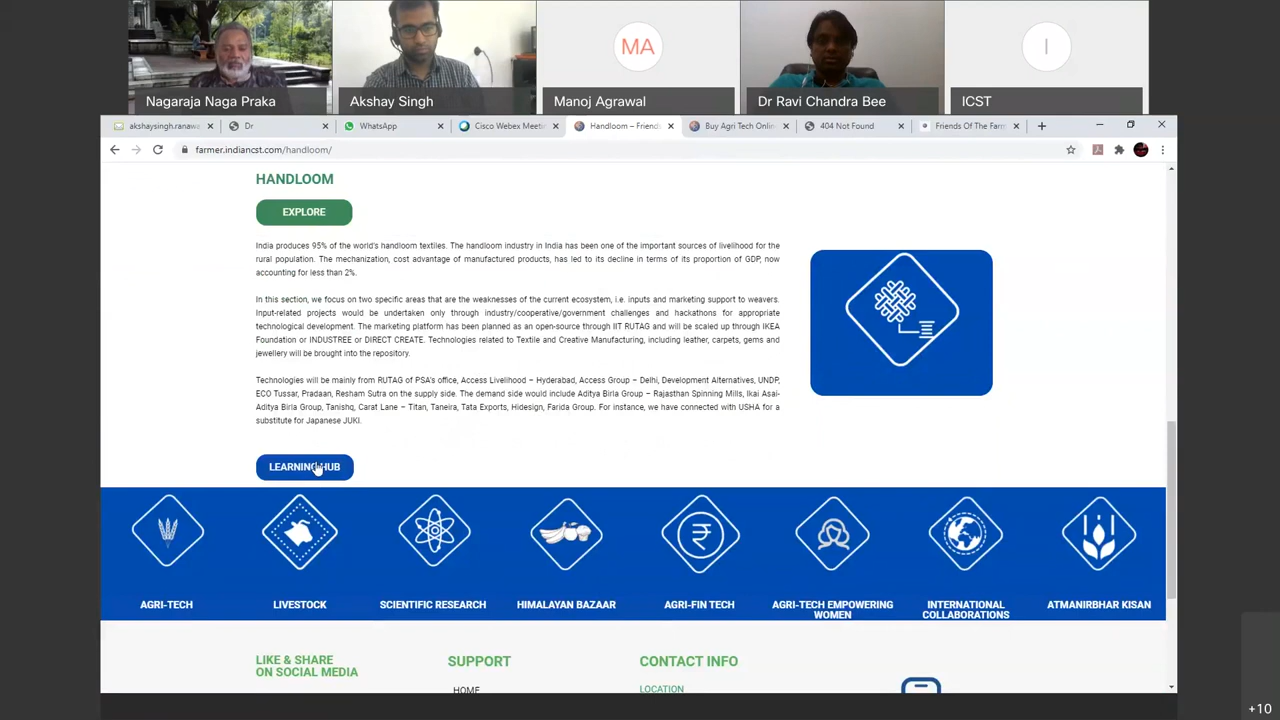 MA
I
Nagaraja Naga Praka
Akshay Singh
Manoj Agrawal
Dr Ravi Chandra Bee
ICST
akshaysingh.ranawa
Dr
WhatsApp
Cisco Webex Meeti
Handloom – Friends
Buy Agri Tech Onlin
404 Not Found
Friends Of The Farm
farmer.indiancst.com/handloom/
HANDLOOM
EXPLORE
India produces 95% of the world's handloom textiles. The handloom industry in India has been one of the important sources of livelihood for the
rural population. The mechanization, cost advantage of manufactured products, has led to its decline in terms of its proportion of GDP, now
accounting for less than 2%.
In this section, we focus on two specific areas that are the weaknesses of the current ecosystem, i.e. inputs and marketing support to weavers.
Input-related projects would be undertaken only through industry/cooperative/government challenges and hackathons for appropriate
technological development. The marketing platform has been planned as an open-source through IIT RUTAG and will be scaled up through IKEA
Foundation or INDUSTREE or DIRECT CREATE. Technologies related to Textile and Creative Manufacturing, including leather, carpets, gems and
jewellery will be brought into the repository.
Technologies will be mainly from RUTAG of PSA's office, Access Livelihood – Hyderabad, Access Group – Delhi, Development Alternatives, UNDP,
ECO Tussar, Pradaan, Resham Sutra on the supply side. The demand side would include Aditya Birla Group – Rajasthan Spinning Mills, Ikai Asai-
Aditya Birla Group, Tanishq, Carat Lane – Titan, Taneira, Tata Exports, Hidesign, Farida Group. For instance, we have connected with USHA for a
substitute for Japanese JUKI.
LEARNING HUB
AGRI-TECH
LIVESTOCK
SCIENTIFIC RESEARCH
HIMALAYAN BAZAAR
AGRI-FIN TECH
AGRI-TECH EMPOWERING
WOMEN
INTERNATIONAL
COLLABORATIONS
ATMANIRBHAR KISAN
LIKE & SHARE
ON SOCIAL MEDIA
SUPPORT
HOME
CONTACT INFO
LOCATION
+10